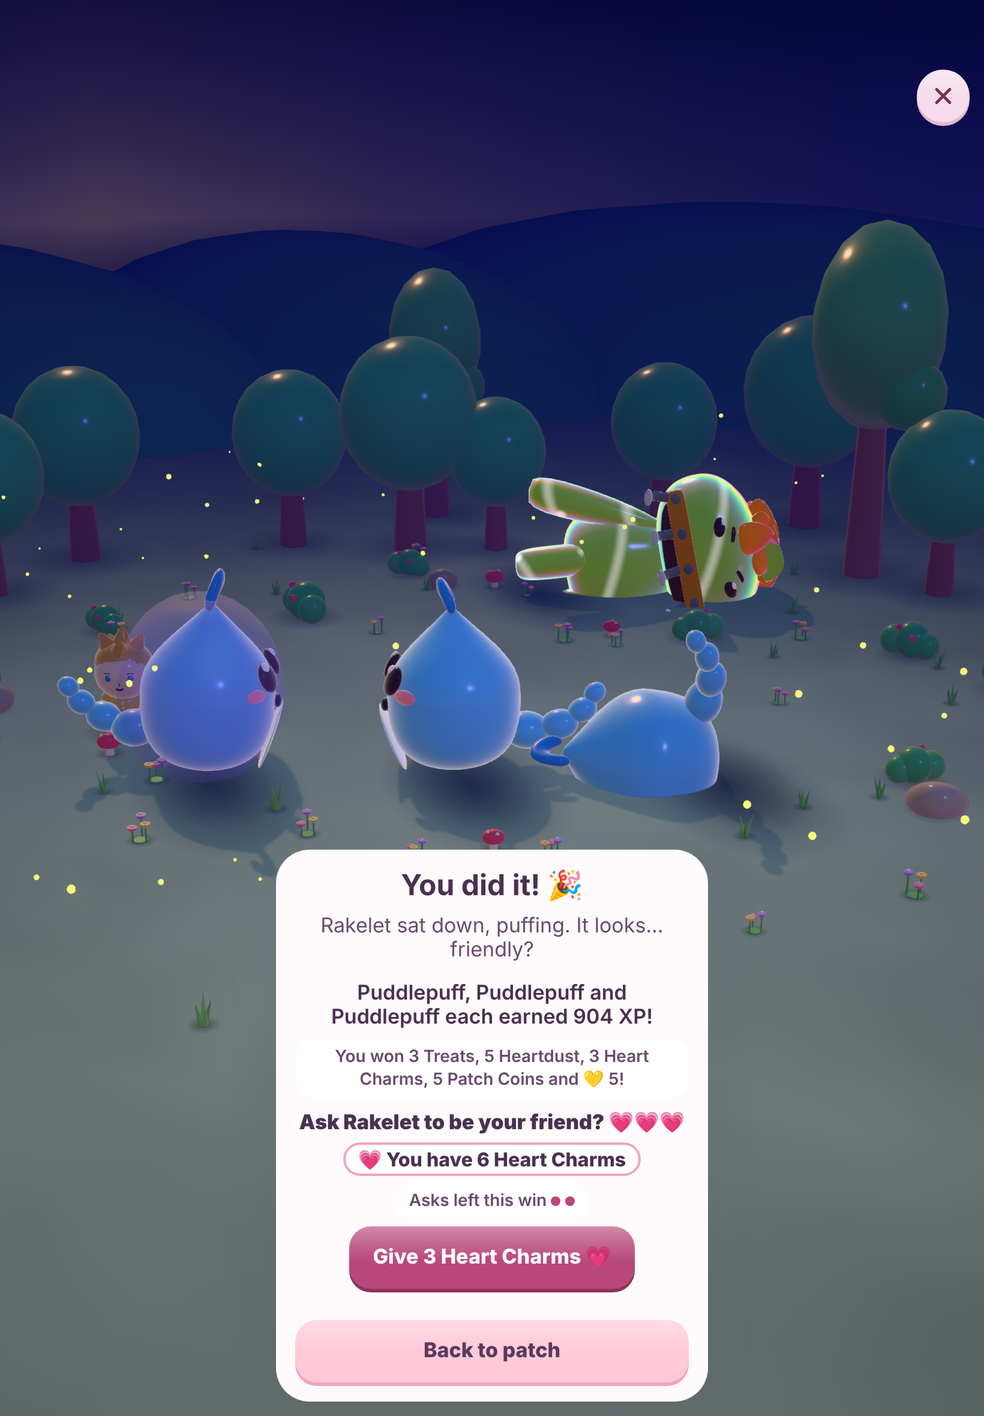 You did it! 🎉
Rakelet sat down, puffing. It looks...
friendly?
Puddlepuff, Puddlepuff and
Puddlepuff each earned 904 XP!
You won 3 Treats, 5 Heartdust, 3 Heart
Charms, 5 Patch Coins and 💛 5!
Ask Rakelet to be your friend? 💗💗💗
💗 You have 6 Heart Charms
Asks left this win ●●
Give 3 Heart Charms 💗
Back to patch